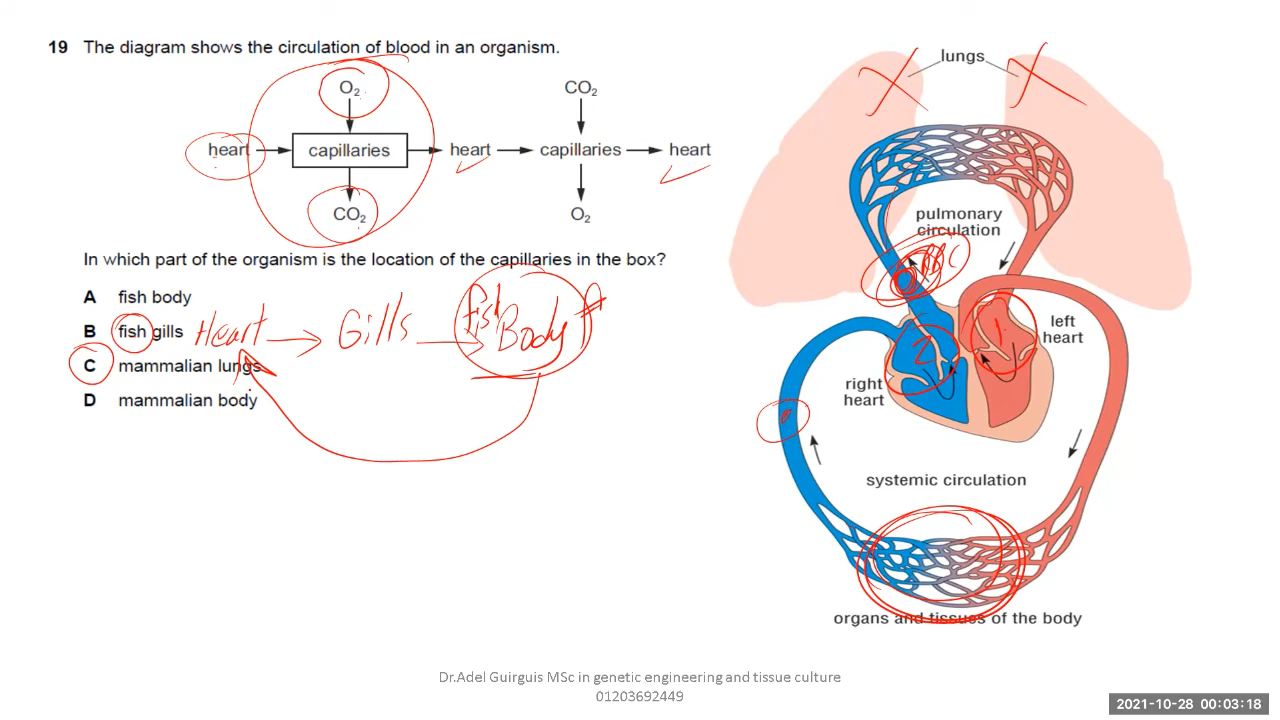 19 The diagram shows the circulation of blood in an organism.
O₂ CO₂
heart capillaries heart capillaries heart
CO₂ O₂
In which part of the organism is the location of the capillaries in the box?
A fish body
B fish gills
C mammalian lungs
D mammalian body
Heart → Gills → fish Body
lungs
pulmonary
circulation
left
heart
right
heart
1
2
systemic circulation
organs and tissues of the body
Dr.Adel Guirguis MSc in genetic engineering and tissue culture
01203692449
2021-10-28 00:03:18